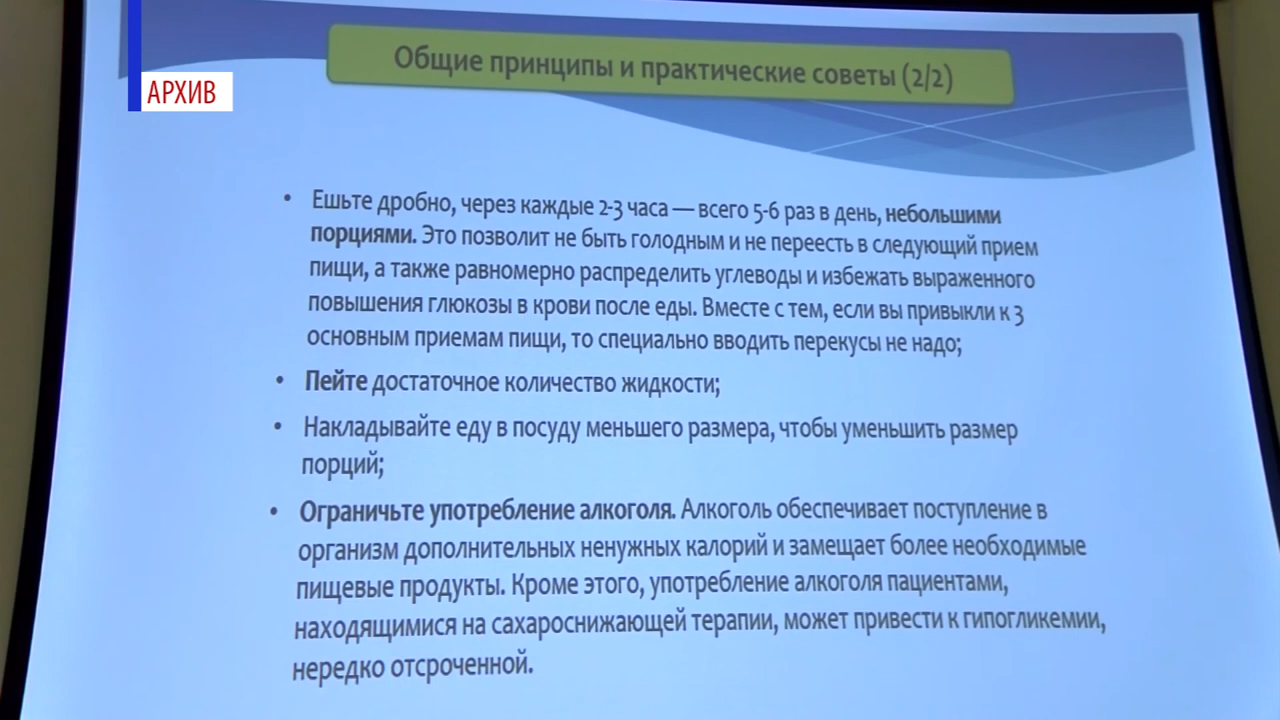 АРХИВ
Общие принципы и практические советы (2/2)
• Ешьте дробно, через каждые 2-3 часа — всего 5-6 раз в день, небольшими
порциями. Это позволит не быть голодным и не переесть в следующий прием
пищи, а также равномерно распределить углеводы и избежать выраженного
повышения глюкозы в крови после еды. Вместе с тем, если вы привыкли к 3
основным приемам пищи, то специально вводить перекусы не надо;
• Пейте достаточное количество жидкости;
• Накладывайте еду в посуду меньшего размера, чтобы уменьшить размер
порций;
• Ограничьте употребление алкоголя. Алкоголь обеспечивает поступление в
организм дополнительных ненужных калорий и замещает более необходимые
пищевые продукты. Кроме этого, употребление алкоголя пациентами,
находящимися на сахароснижающей терапии, может привести к гипогликемии,
нередко отсроченной.